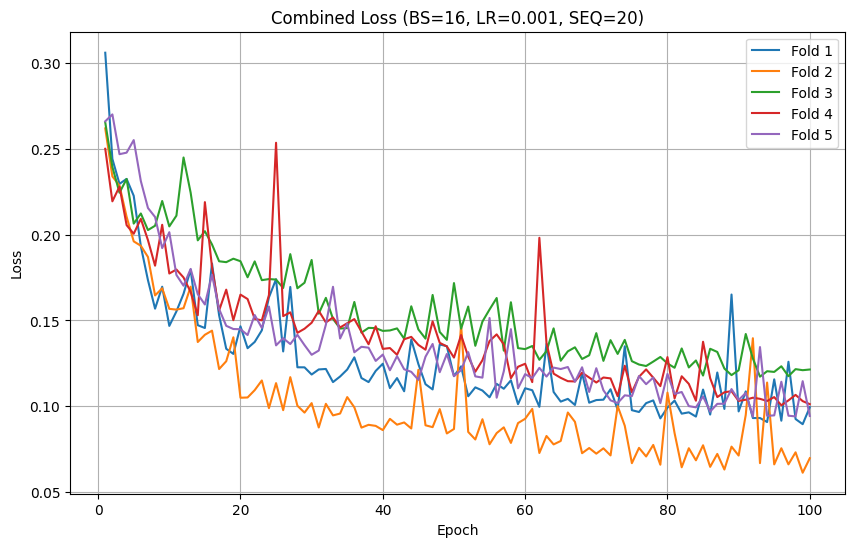 Combined Loss (BS=16, LR=0.001, SEQ=20)
Fold 1
Fold 2
Fold 3
Fold 4
Fold 5
0.30
0.25
0.20
0.15
0.10
0.05
Loss
0
20
40
60
80
100
Epoch